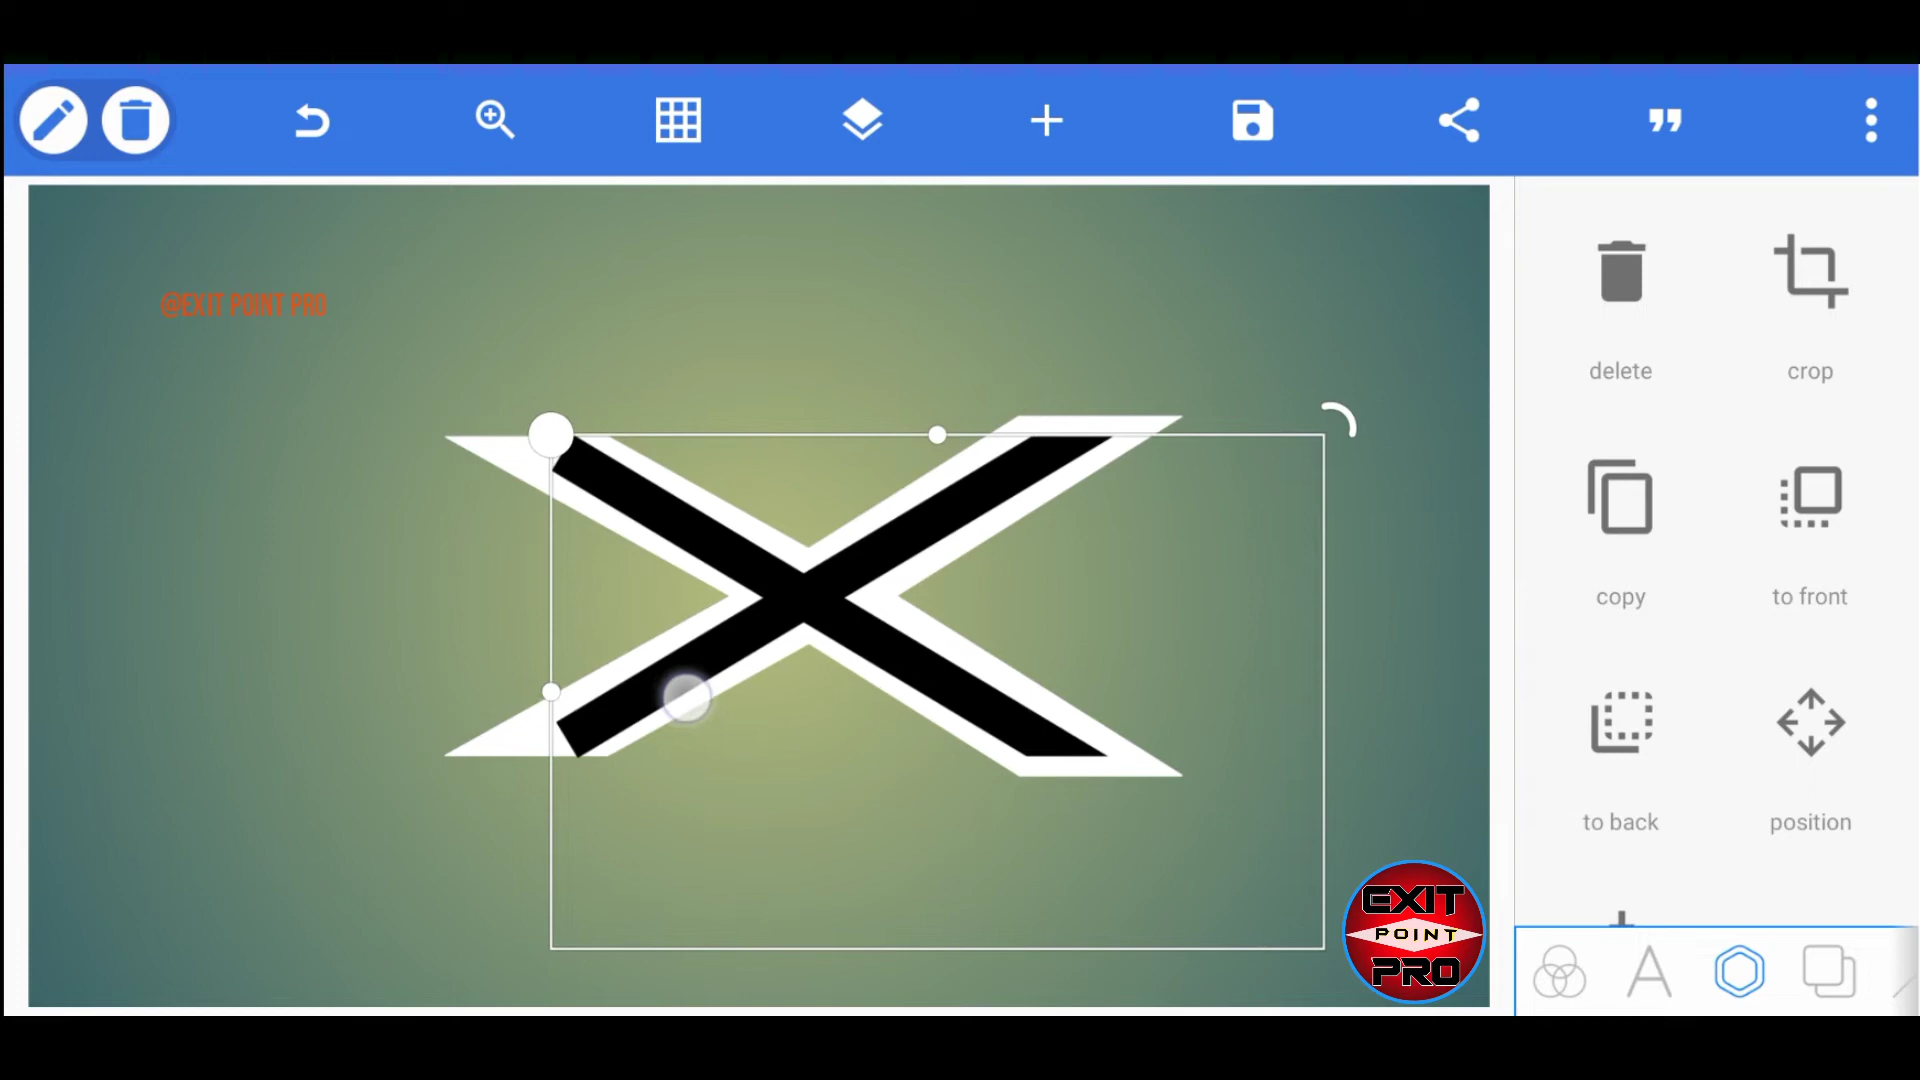 @EXIT POINT PRO
delete
crop
copy
to front
to back
position
EXIT
POINT
PRO